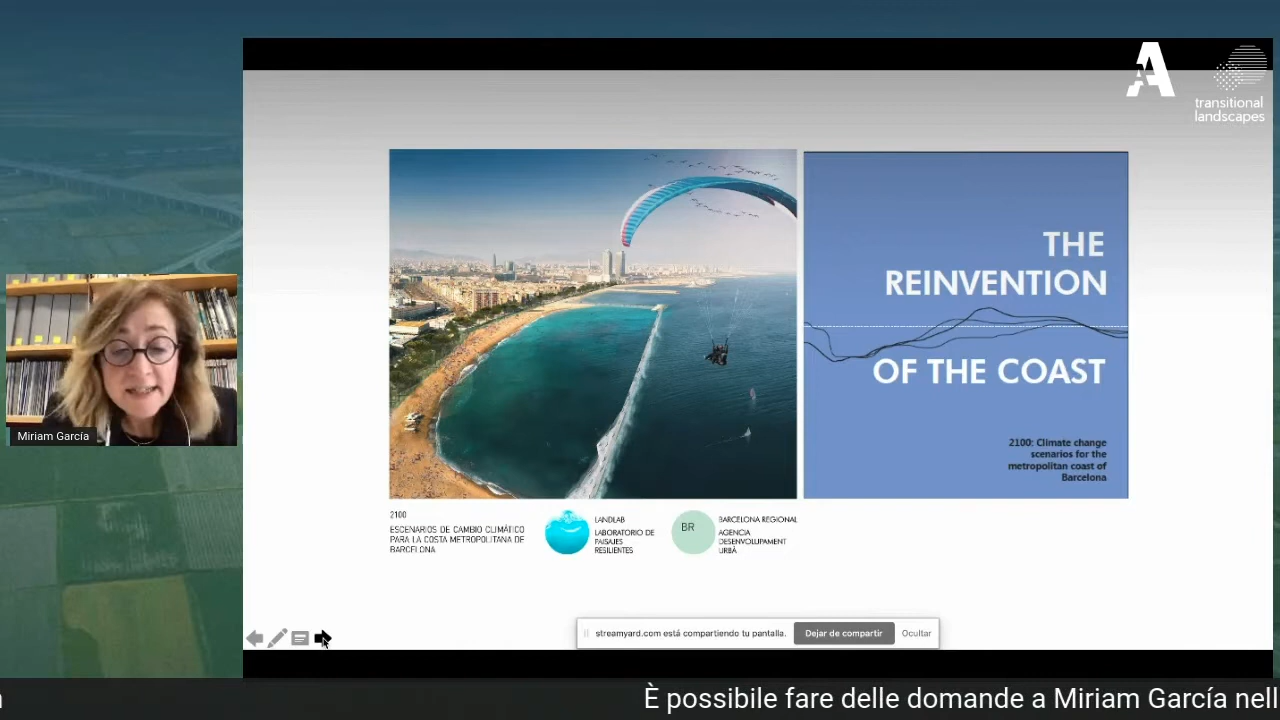 A
transitional
landscapes
THE
REINVENTION
OF THE COAST
2100: Climate change
scenarios for the
metropolitan coast of
Barcelona
Miriam García
2100
ESCENARIOS DE CAMBIO CLIMÁTICO
PARA LA COSTA METROPOLITANA DE
BARCELONA
LANDLAB
LABORATORIO DE
PAISAJES
RESILIENTES
BR
BARCELONA REGIONAL
AGENCIA
DESENVOLUPAMENT
URBÀ
streamyard.com está compartiendo tu pantalla.
Dejar de compartir
Ocultar
È possibile fare delle domande a Miriam García nell